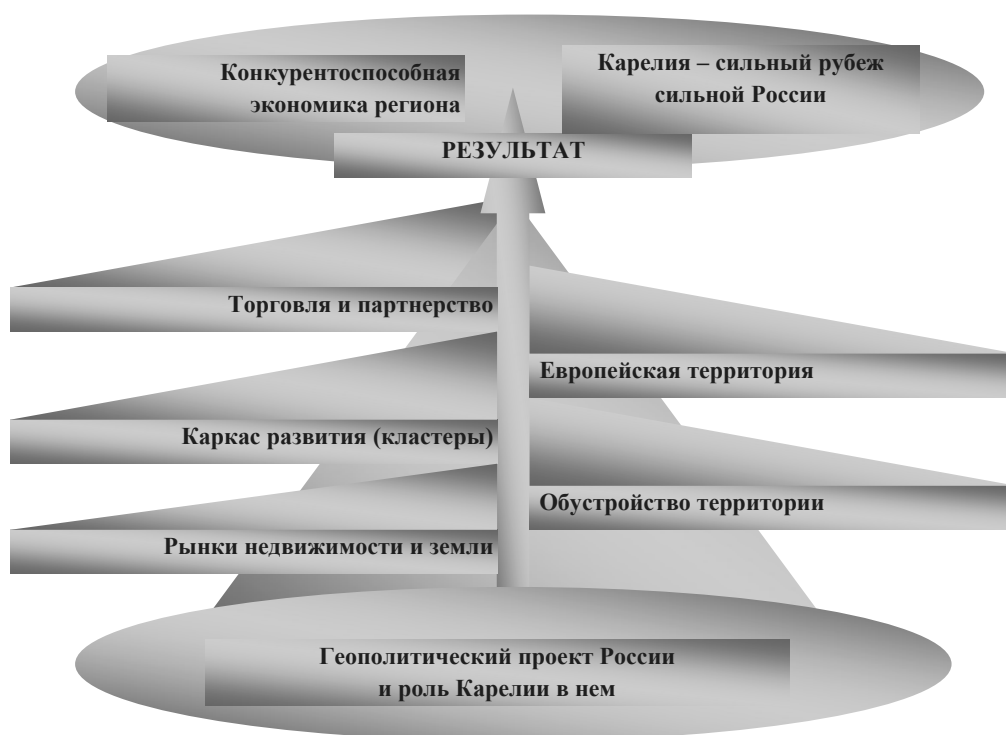 Конкурентоспособная
экономика региона
Карелия – сильный рубеж
сильной России
РЕЗУЛЬТАТ
Торговля и партнерство
Европейская территория
Каркас развития (кластеры)
Обустройство территории
Рынки недвижимости и земли
Геополитический проект России
и роль Карелии в нем